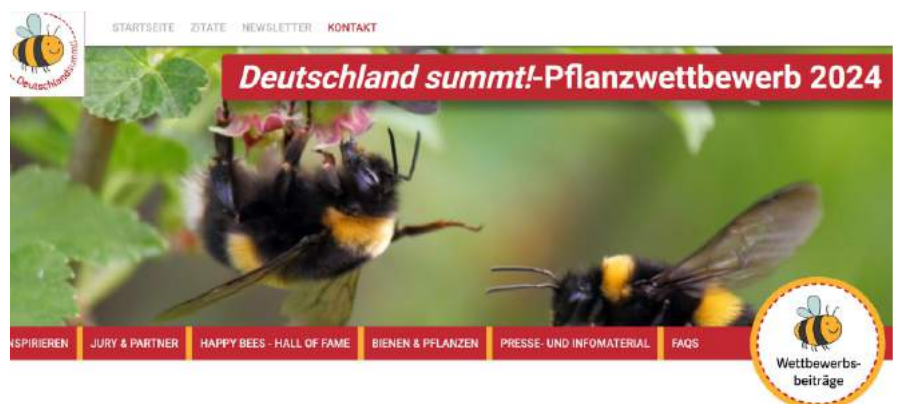 STARTSEITE ZITATE NEWSLETTER KONTAKT
Deutschlandsummt!
Deutschland summt!-Pflanzwettbewerb 2024
NSPIRIEREN JURY & PARTNER HAPPY BEES - HALL OF FAME BIENEN & PFLANZEN PRESSE- UND INFOMATERIAL FAQS
Wettbewerbs-
beiträge